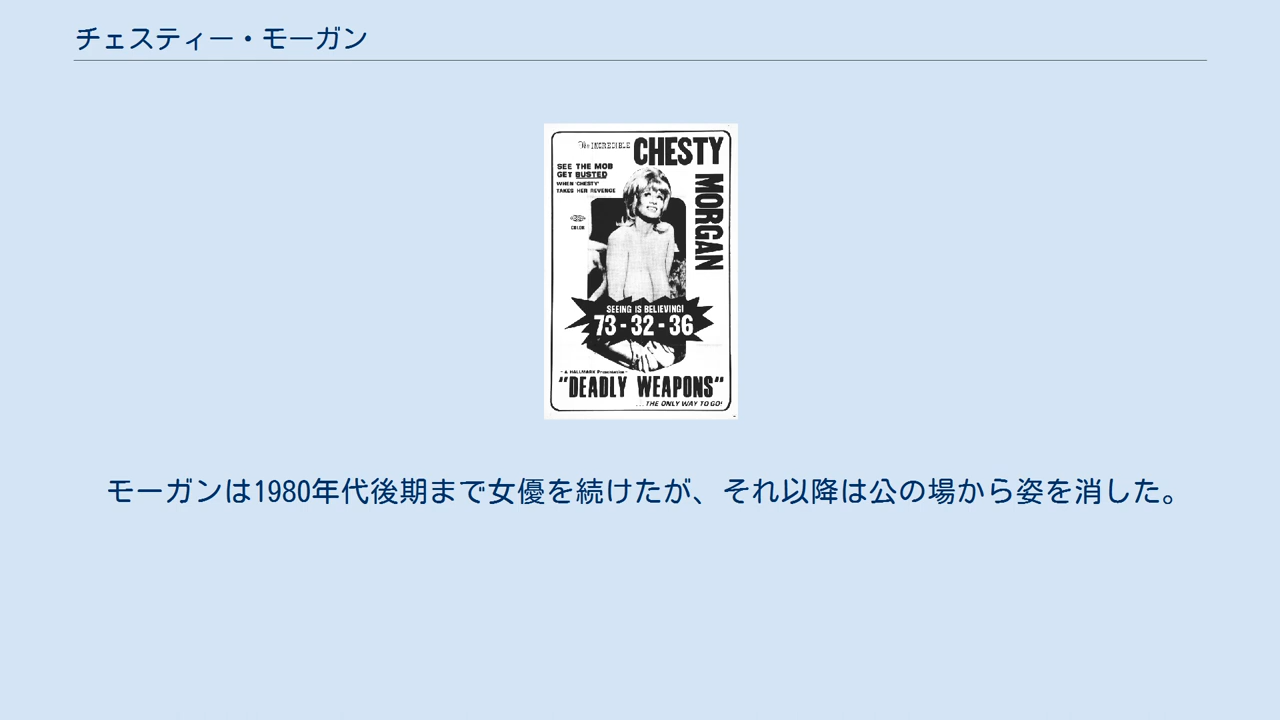 チェスティー・モーガン
The INCREDIBLE CHESTY MORGAN
SEE THE MOB
GET BUSTED
WHEN "CHESTY"
TAKES HER REVENGE
COLOR
SEEING IS BELIEVING!
73-32-36
A HALLMARK Presentation
"DEADLY WEAPONS"
...THE ONLY WAY TO GO!
モーガンは1980年代後期まで女優を続けたが、それ以降は公の場から姿を消した。